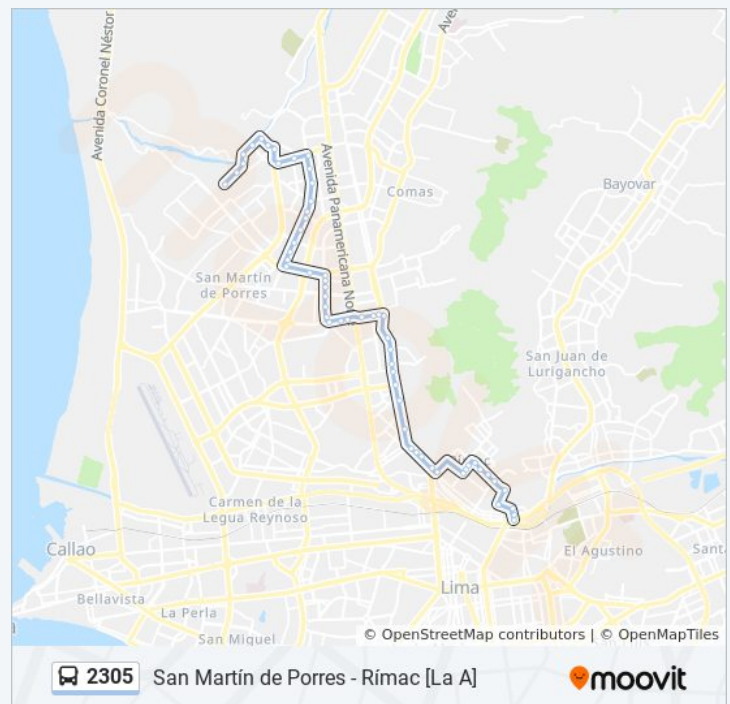 Avenida Coronel Néstor
Avenida Panamericana No
Comas
Bayovar
San Martín
de Porres
San Juan de
Lurigancho
Carmen de la
Legua Reynoso
Callao
El Agustino
Santa
Bellavista
Lima
La Perla
San Miguel
© OpenStreetMap contributors | © OpenMapTiles
2305 San Martín de Porres - Rímac [La A]
moovit